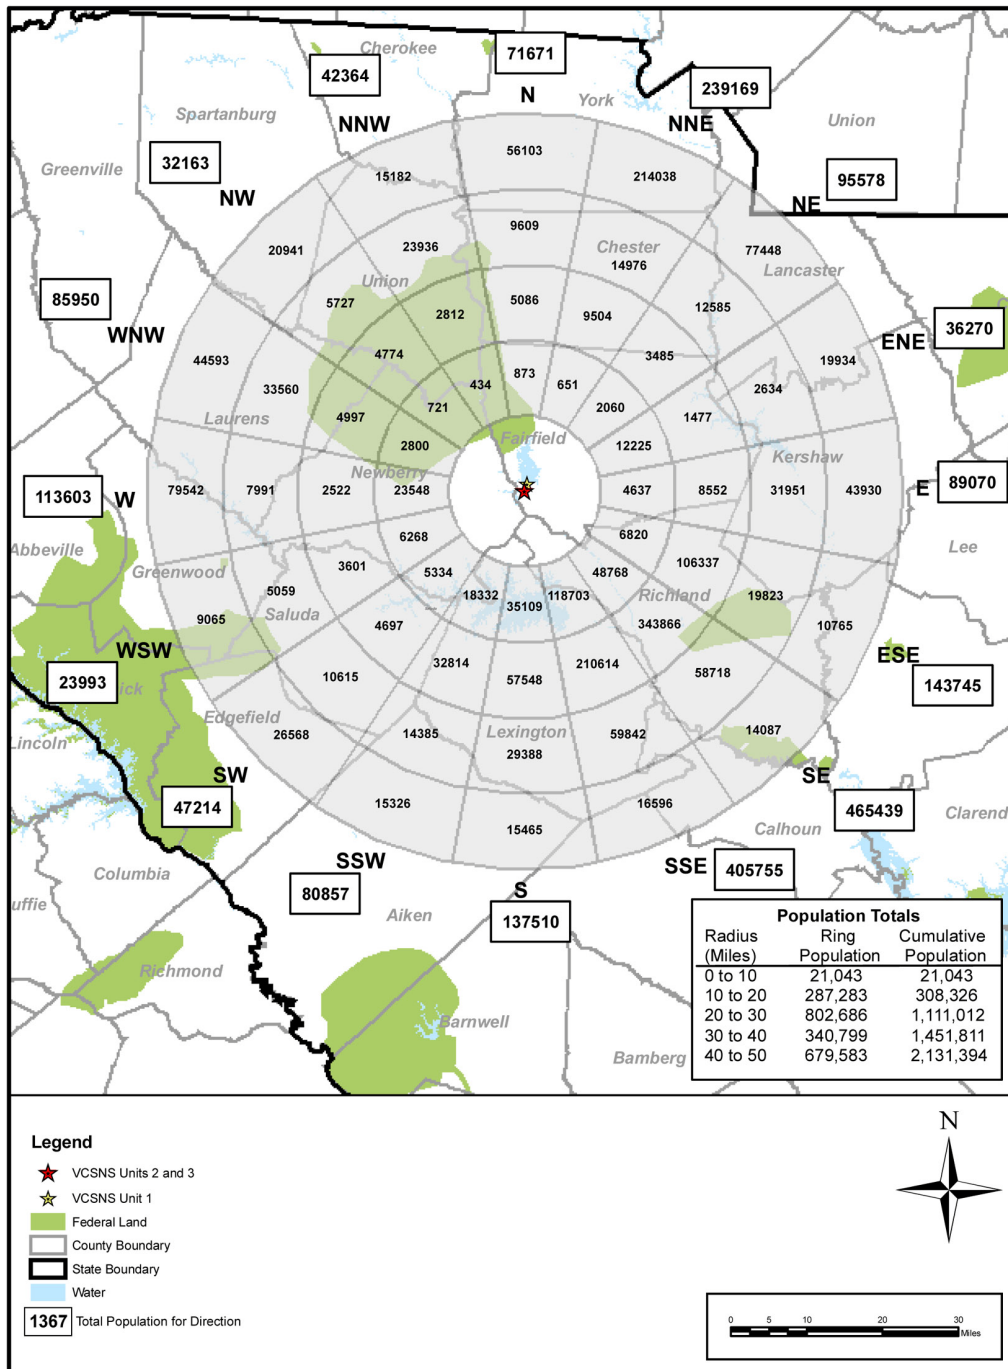 Cherokee
71671
42364
239169
N
York
NNW
NNE
Spartanburg
Union
56103
32163
Greenville
15182
214038
95578
NW
NE
9609
20941
23936
Chester
77448
14976
Lancaster
Union
85950
5727
5086
12585
2812
9504
36270
WNW
ENE
4774
3485
44593
19934
873
33560
434
651
2634
721
2060
Laurens
4997
1477
Fairfield
2800
12225
Kershaw
Newberry
79542
7991
2522
23548
4637
8552
31951
43930
E
89070
113603
W
6268
6820
Abbeville
Lee
3601
106337
Greenwood
5334
48768
5059
18332
118703
Richland
19823
35109
9065
Saluda
4697
343866
10765
WSW
ESE
32814
210614
23993
ick
10615
57548
58718
143745
Edgefield
Lincoln
26568
14385
Lexington
59842
14087
29388
SW
SE
47214
15326
16596
465439
Clarend
15465
Calhoun
SSW
SSE
405755
Columbia
80857
S
uffie
Aiken
137510
Richmond
Barnwell
Bamberg
Population Totals
Radius (Miles) Ring Population Cumulative Population
0 to 10 21,043 21,043
10 to 20 287,283 308,326
20 to 30 802,686 1,111,012
30 to 40 340,799 1,451,811
40 to 50 679,583 2,131,394
Legend
VCSNS Units 2 and 3
VCSNS Unit 1
Federal Land
County Boundary
State Boundary
Water
1367 Total Population for Direction
N
0 5 10 20 30
Miles